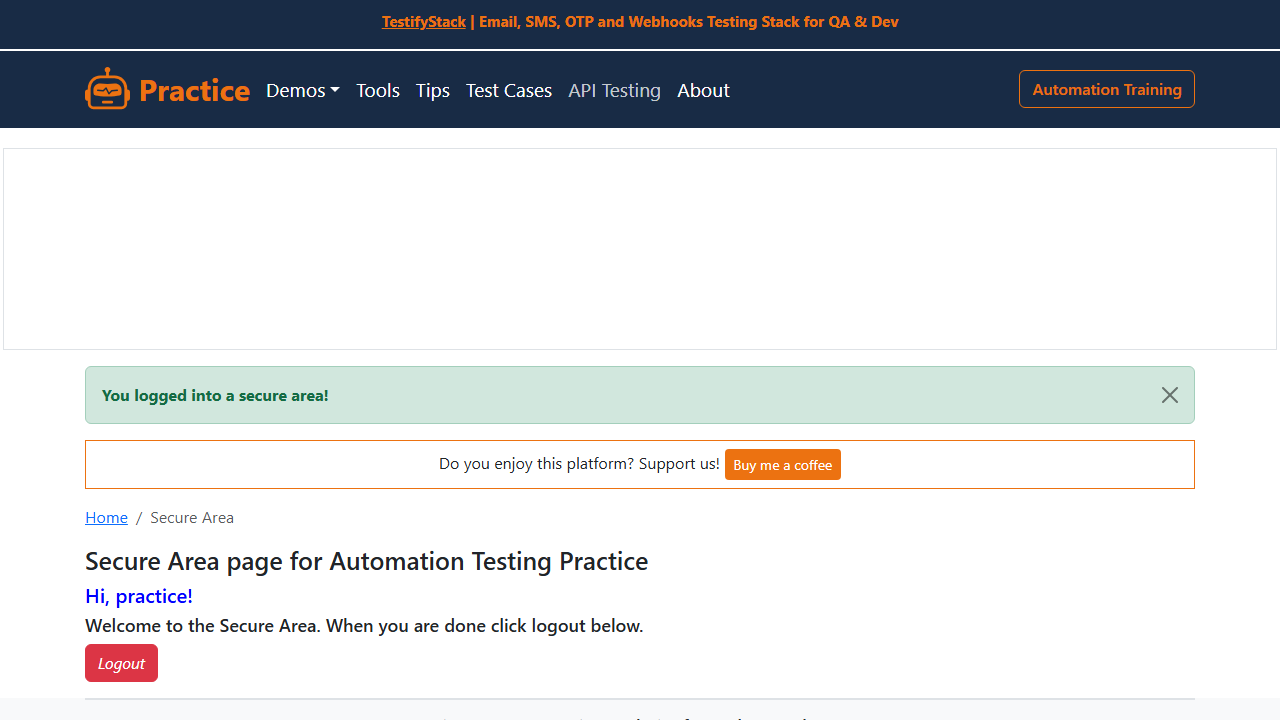 TestifyStack | Email, SMS, OTP and Webhooks Testing Stack for QA & Dev
Practice Demos Tools Tips Test Cases API Testing About Automation Training
You logged into a secure area!
Do you enjoy this platform? Support us! Buy me a coffee
Home / Secure Area
Secure Area page for Automation Testing Practice
Hi, practice!
Welcome to the Secure Area. When you are done click logout below.
Logout